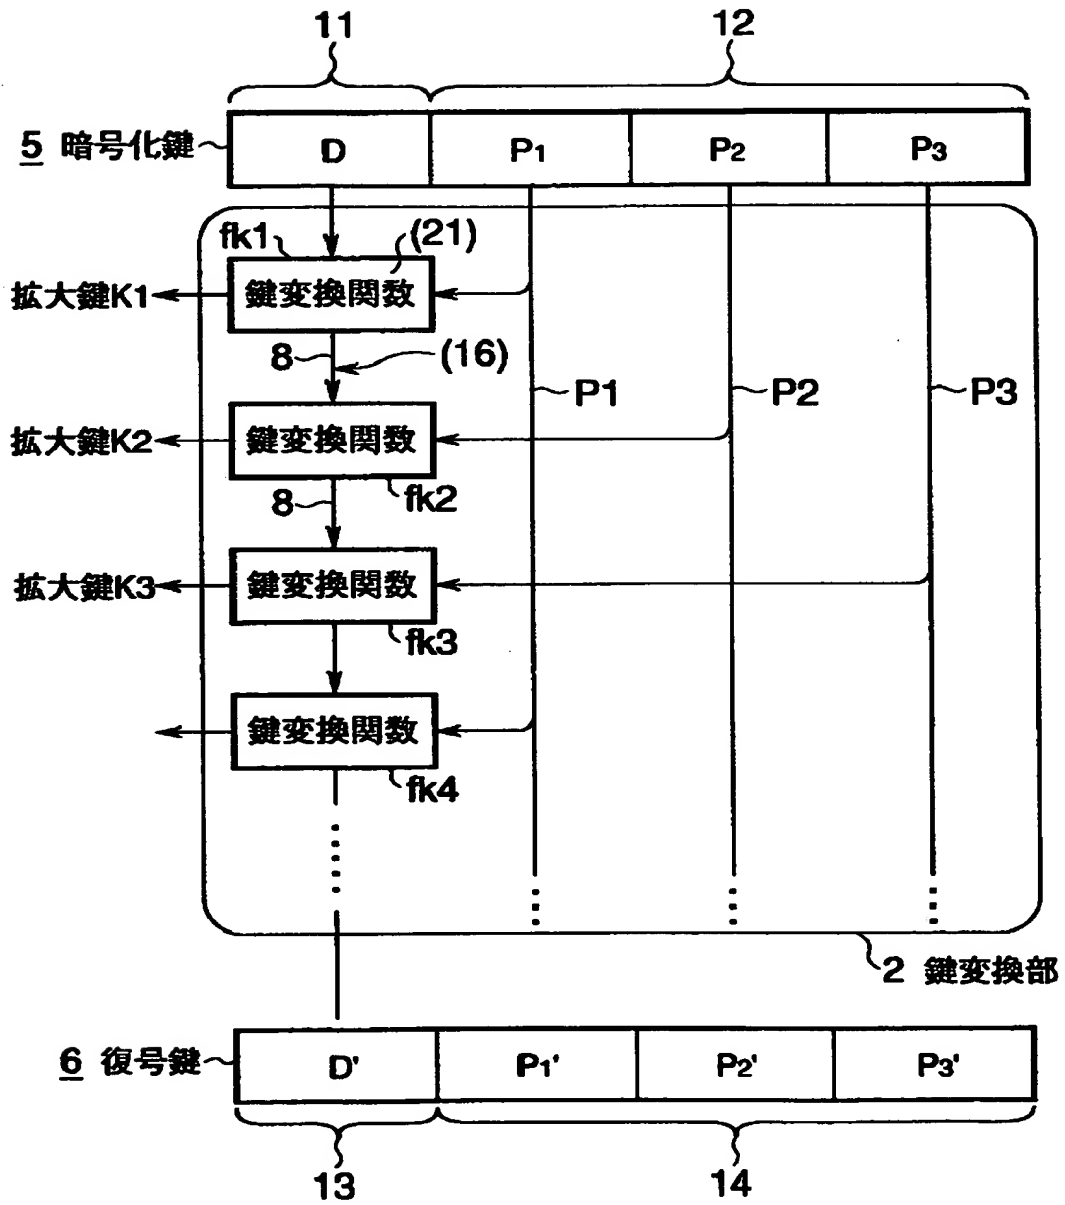 11 12
5 暗号化鍵 D P1 P2 P3
fk1 (21)
拡大鍵K1 鍵変換関数
8 (16)
P1 P2 P3
拡大鍵K2 鍵変換関数
8 fk2
拡大鍵K3 鍵変換関数
fk3
鍵変換関数
fk4
2 鍵変換部
6 復号鍵 D' P1' P2' P3'
13 14